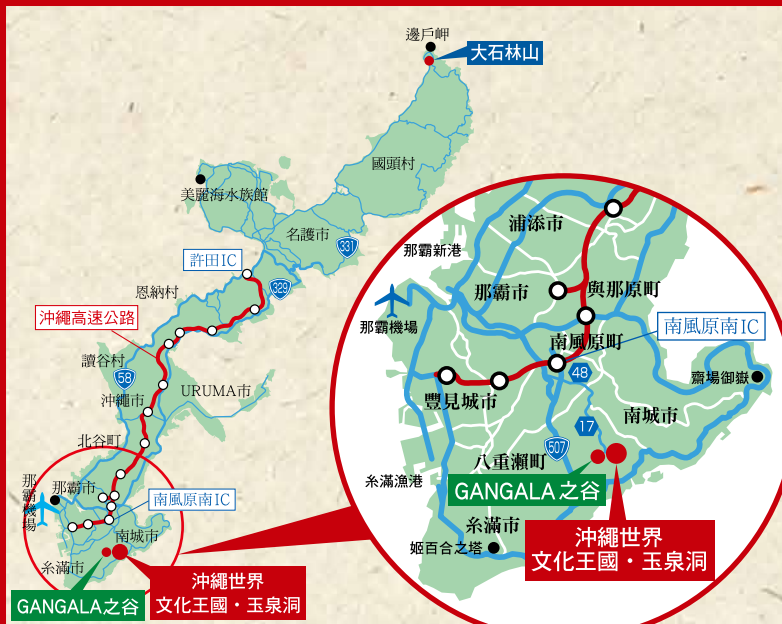 邊戶岬
大石林山
國頭村
美麗海水族館
名護市
331
許田IC
恩納村
329
沖繩高速公路
讀谷村
58
URUMA市
沖繩市
北谷町
那霸機場
那霸市
南風原南IC
南城市
糸滿市
沖繩世界
文化王國・玉泉洞
GANGALA之谷
浦添市
那霸新港
那霸市
與那原町
那霸機場
南風原南IC
南風原町
48
齋場御嶽
豐見城市
南城市
17
507
八重瀨町
糸滿漁港
GANGALA之谷
糸滿市
姬百合之塔
沖繩世界
文化王國・玉泉洞